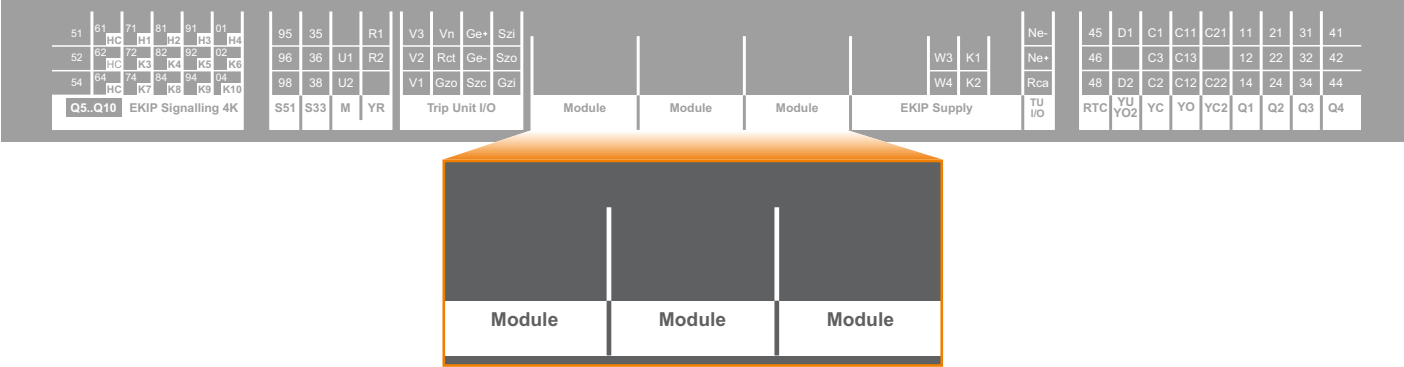 51 61 HC 71 H1 81 H2 91 H3 01 H4 95 35 R1 V3 Vn Ge+ Szi Ne- 45 D1 C1 C11 C21 11 21 31 41
52 62 HC 72 K3 82 K4 92 K5 02 K6 96 36 U1 R2 V2 Rct Ge- Szo W3 K1 Ne+ 46 C3 C13 12 22 32 42
54 64 HC 74 K7 84 K8 94 K9 04 K10 98 38 U2 V1 Gzo Szc Gzi W4 K2 Rca 48 D2 C2 C12 C22 14 24 34 44
Q5..Q10 EKIP Signalling 4K S51 S33 M YR Trip Unit I/O Module Module Module EKIP Supply TU I/O RTC YU YO2 YC YO YC2 Q1 Q2 Q3 Q4
Module Module Module